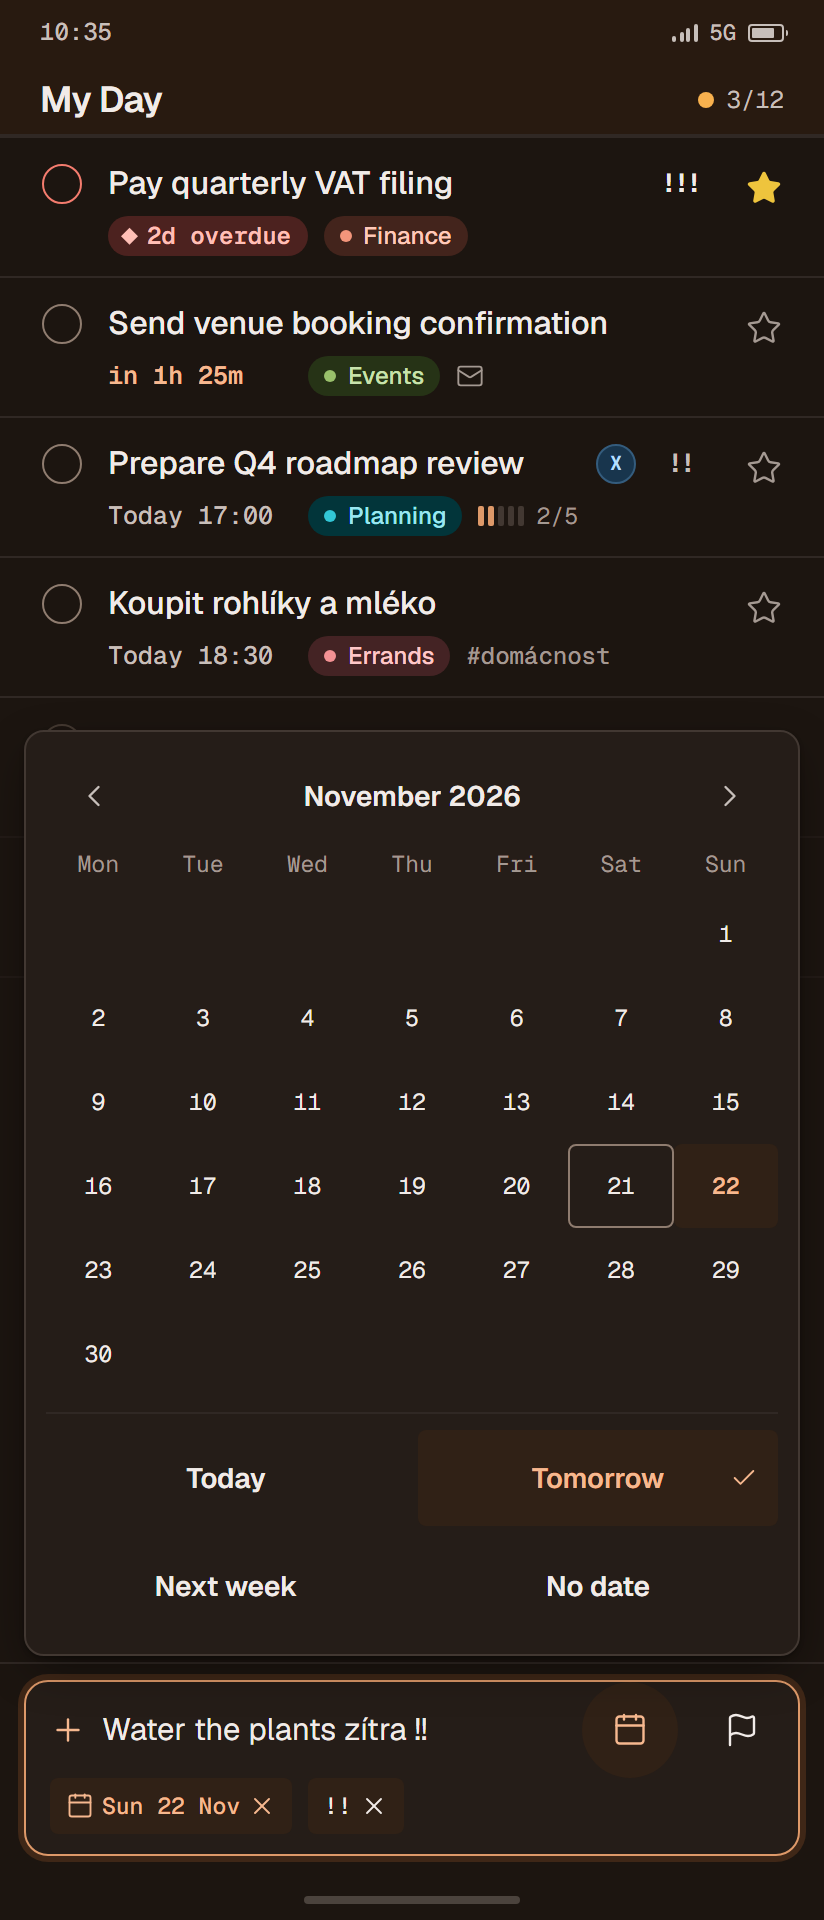 10:35 5G
My Day 3/12
Pay quarterly VAT filing !!!
2d overdue Finance
Send venue booking confirmation
in 1h 25m Events
Prepare Q4 roadmap review X !!
Today 17:00 Planning 2/5
Koupit rohlíky a mléko
Today 18:30 Errands #domácnost
November 2026
Mon Tue Wed Thu Fri Sat Sun
1
2 3 4 5 6 7 8
9 10 11 12 13 14 15
16 17 18 19 20 21 22
23 24 25 26 27 28 29
30
Today Tomorrow
Next week No date
Water the plants zítra !!
Sun 22 Nov !!